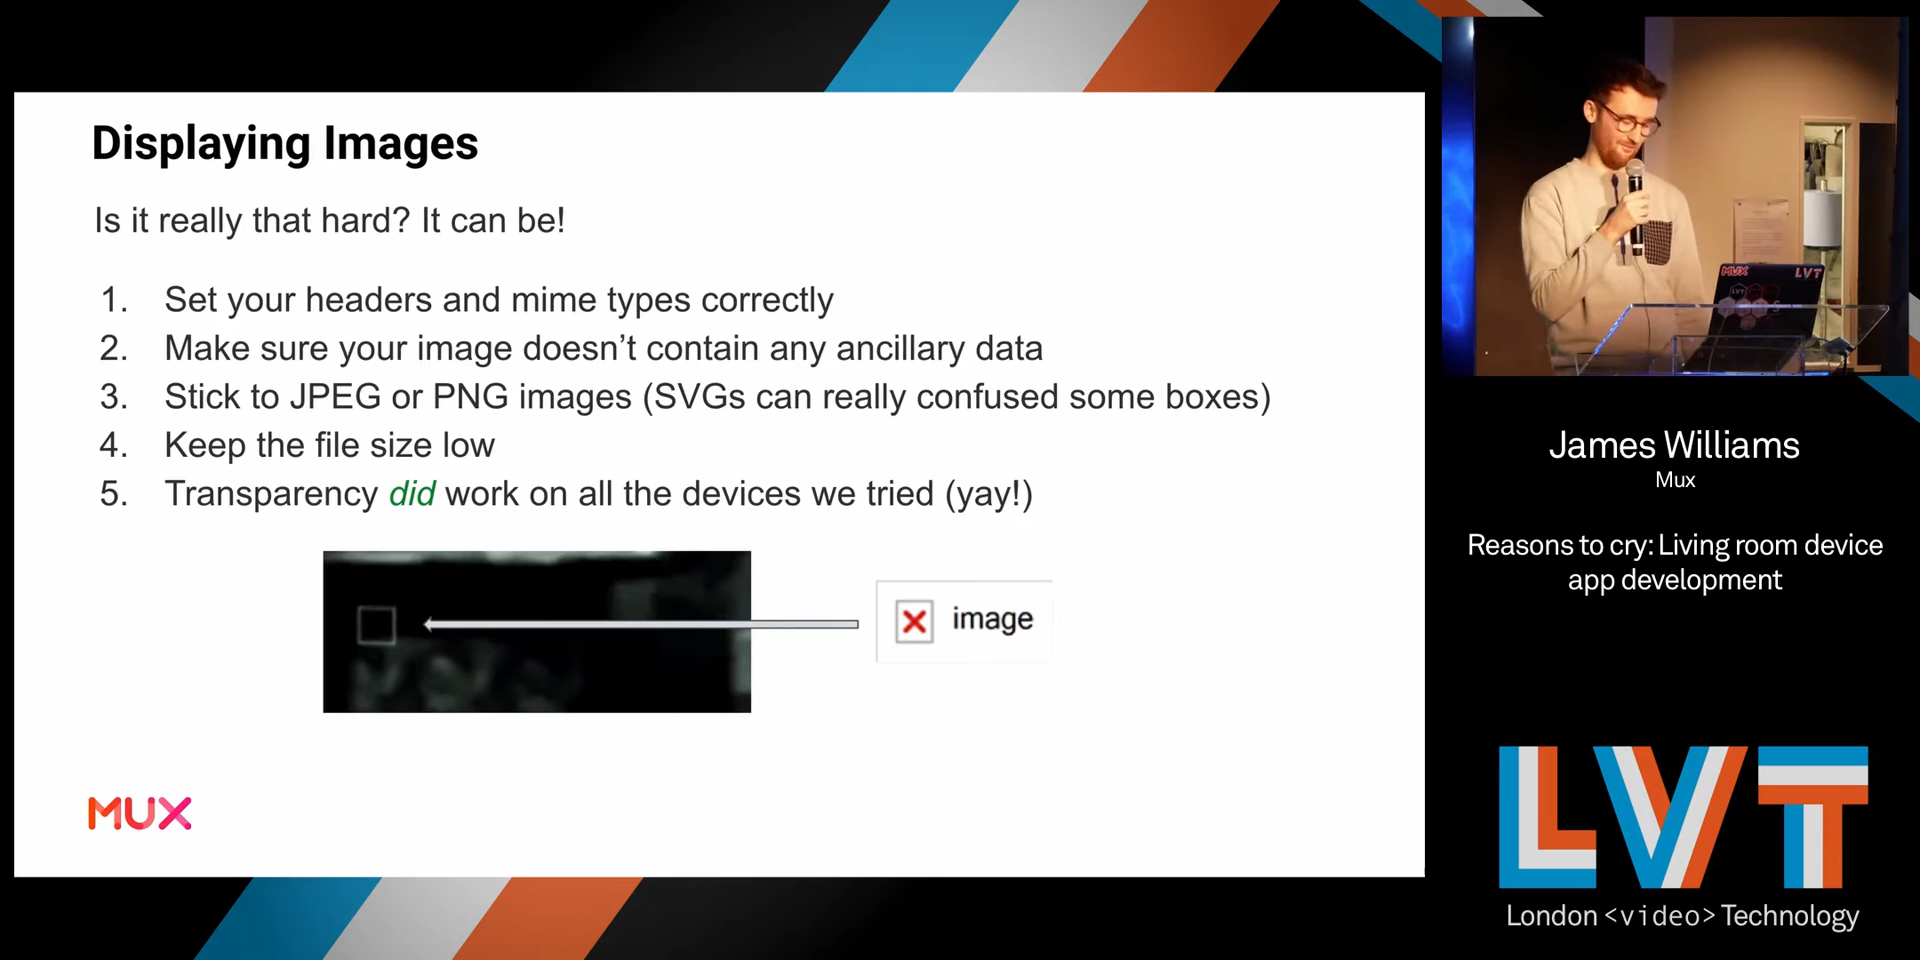 Displaying Images
Is it really that hard? It can be!
1. Set your headers and mime types correctly
2. Make sure your image doesn’t contain any ancillary data
3. Stick to JPEG or PNG images (SVGs can really confused some boxes)
4. Keep the file size low
5. Transparency did work on all the devices we tried (yay!)
image
MUX
MUX LVT
James Williams
Mux
Reasons to cry: Living room device
app development
LVT
London <video> Technology